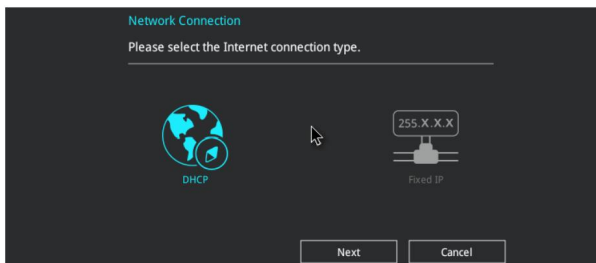 Network Connection
Please select the Internet connection type.
255.X.X.X
DHCP
Fixed IP
Next
Cancel